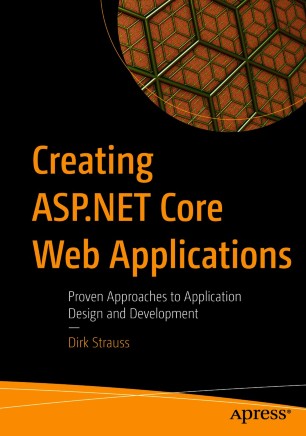 Creating
ASP.NET Core
Web Applications
Proven Approaches to Application
Design and Development
—
Dirk Strauss
Apress®